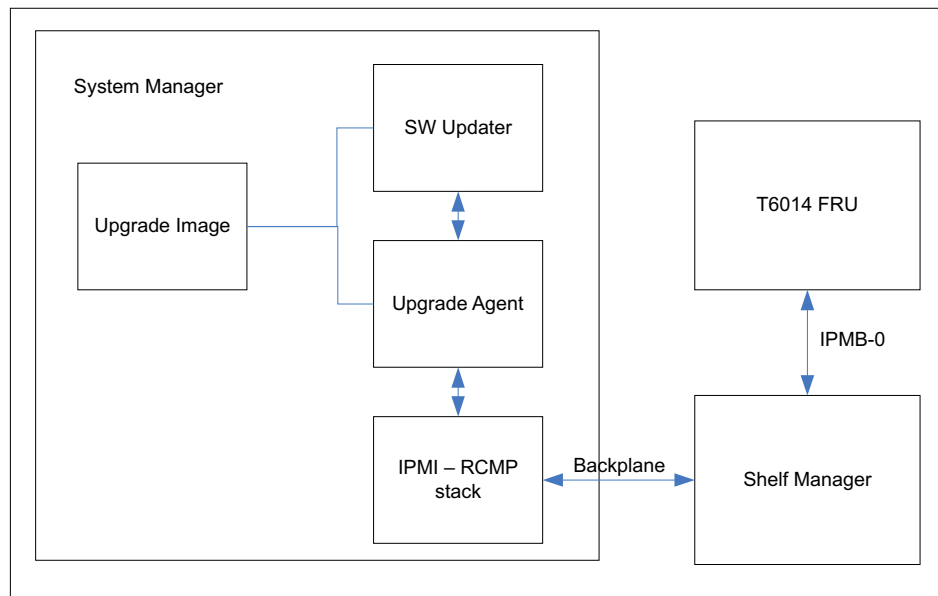 System Manager
SW Updater
Upgrade Image
T6014 FRU
Upgrade Agent
IPMB-0
IPMI – RCMP
stack
Backplane
Shelf Manager